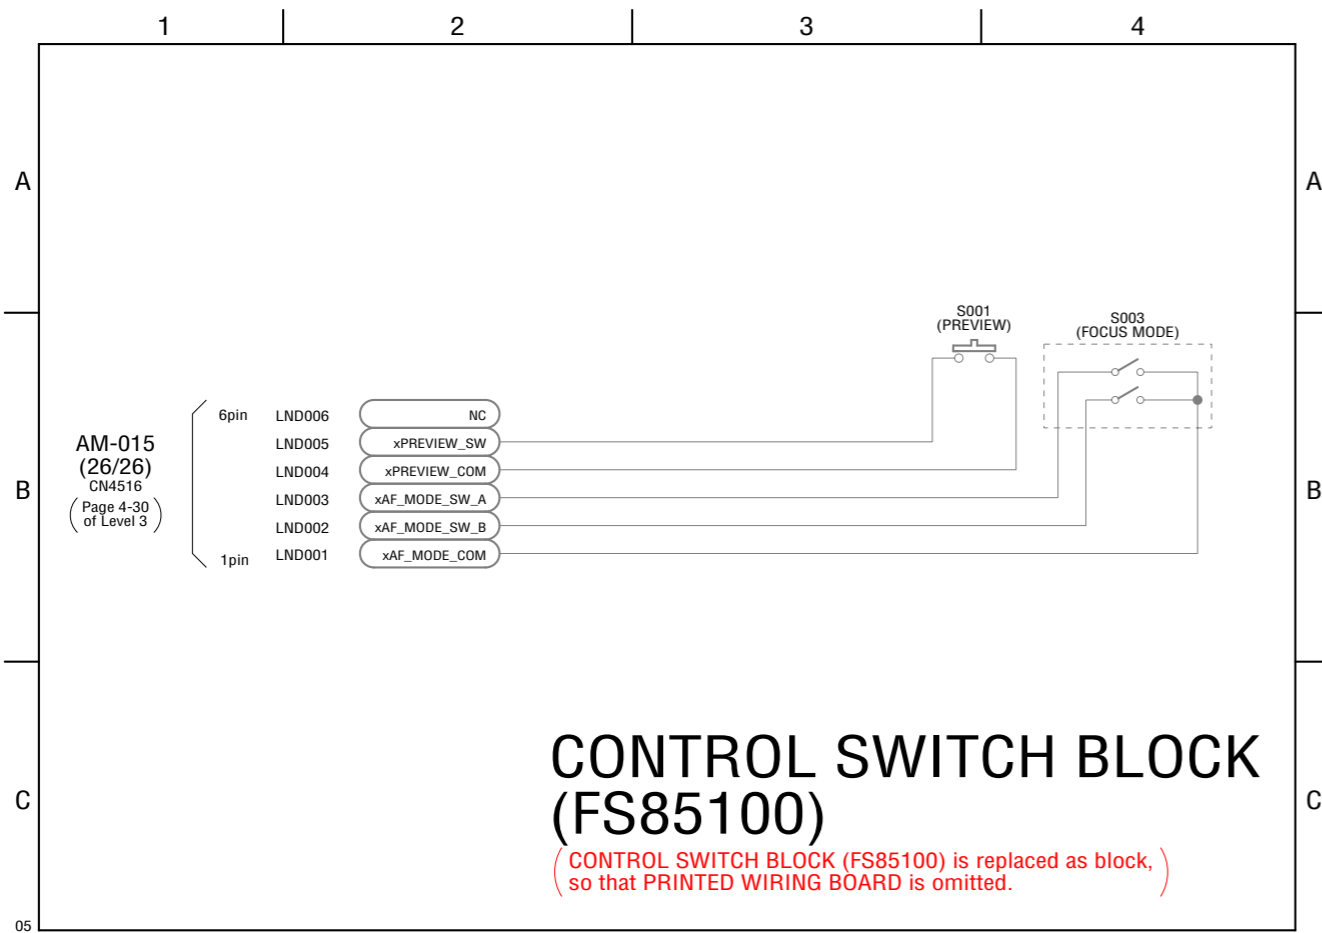 1 2 3 4
A A
S001
(PREVIEW)
S003
(FOCUS MODE)
6pin LND006 NC
AM-015
(26/26)
CN4516
(Page 4-30
of Level 3)
LND005 xPREVIEW_SW
LND004 xPREVIEW_COM
B B
LND003 xAF_MODE_SW_A
LND002 xAF_MODE_SW_B
1pin LND001 xAF_MODE_COM
CONTROL SWITCH BLOCK
C C
(FS85100)
(CONTROL SWITCH BLOCK (FS85100) is replaced as block,
so that PRINTED WIRING BOARD is omitted.)
05